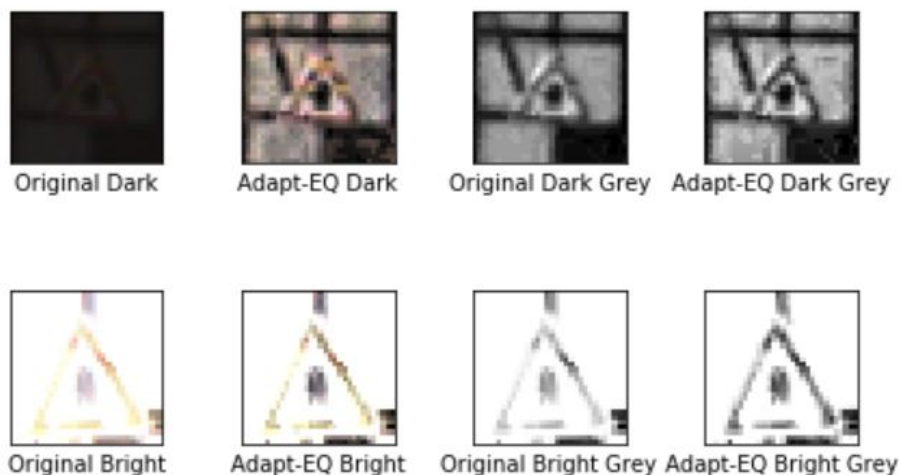 Original Dark
Adapt-EQ Dark
Original Dark Grey
Adapt-EQ Dark Grey
Original Bright
Adapt-EQ Bright
Original Bright Grey
Adapt-EQ Bright Grey